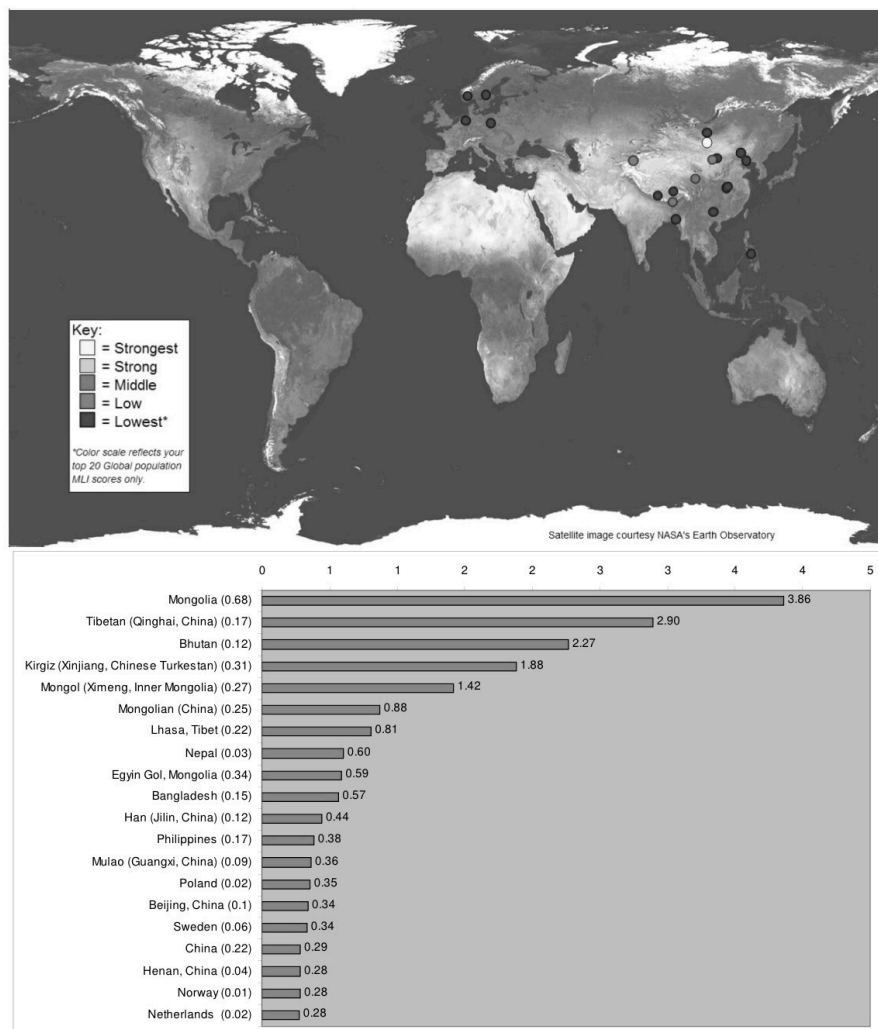 Key:
= Strongest
= Strong
= Middle
= Low
= Lowest*
*Color scale reflects your
top 20 Global population
MLI scores only.
Satellite image courtesy NASA's Earth Observatory
0 1 1 2 2 3 3 4 4 5
Mongolia (0.68) 3.86
Tibetan (Qinghai, China) (0.17) 2.90
Bhutan (0.12) 2.27
Kirgiz (Xinjiang, Chinese Turkestan) (0.31) 1.88
Mongol (Ximeng, Inner Mongolia) (0.27) 1.42
Mongolian (China) (0.25) 0.88
Lhasa, Tibet (0.22) 0.81
Nepal (0.03) 0.60
Egyin Gol, Mongolia (0.34) 0.59
Bangladesh (0.15) 0.57
Han (Jilin, China) (0.12) 0.44
Philippines (0.17) 0.38
Mulao (Guangxi, China) (0.09) 0.36
Poland (0.02) 0.35
Beijing, China (0.1) 0.34
Sweden (0.06) 0.34
China (0.22) 0.29
Henan, China (0.04) 0.28
Norway (0.01) 0.28
Netherlands (0.02) 0.28